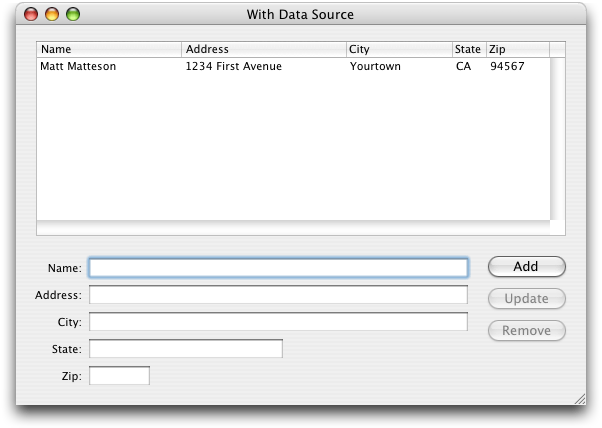 With Data Source
Name Address City State Zip
Matt Matteson 1234 First Avenue Yourtown CA 94567
Name: Add
Address: Update
City: Remove
State:
Zip: